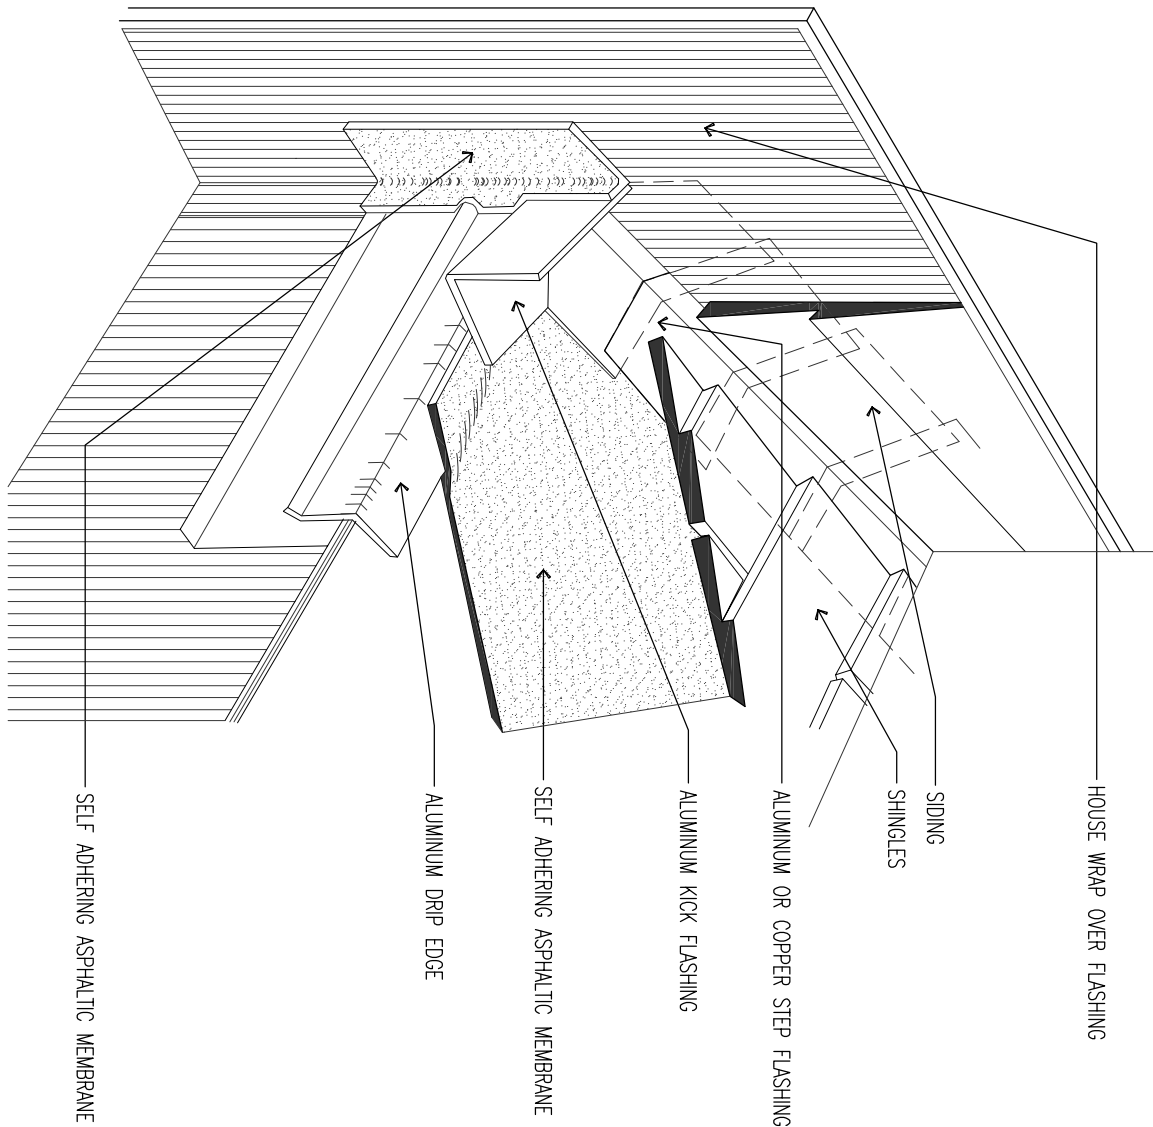 HOUSE WRAP OVER FLASHING
SIDING
SHINGLES
ALUMINUM OR COPPER STEP FLASHING
ALUMINUM KICK FLASHING
SELF ADHERING ASPHALTIC MEMBRANE
ALUMINUM DRIP EDGE
SELF ADHERING ASPHALTIC MEMBRANE